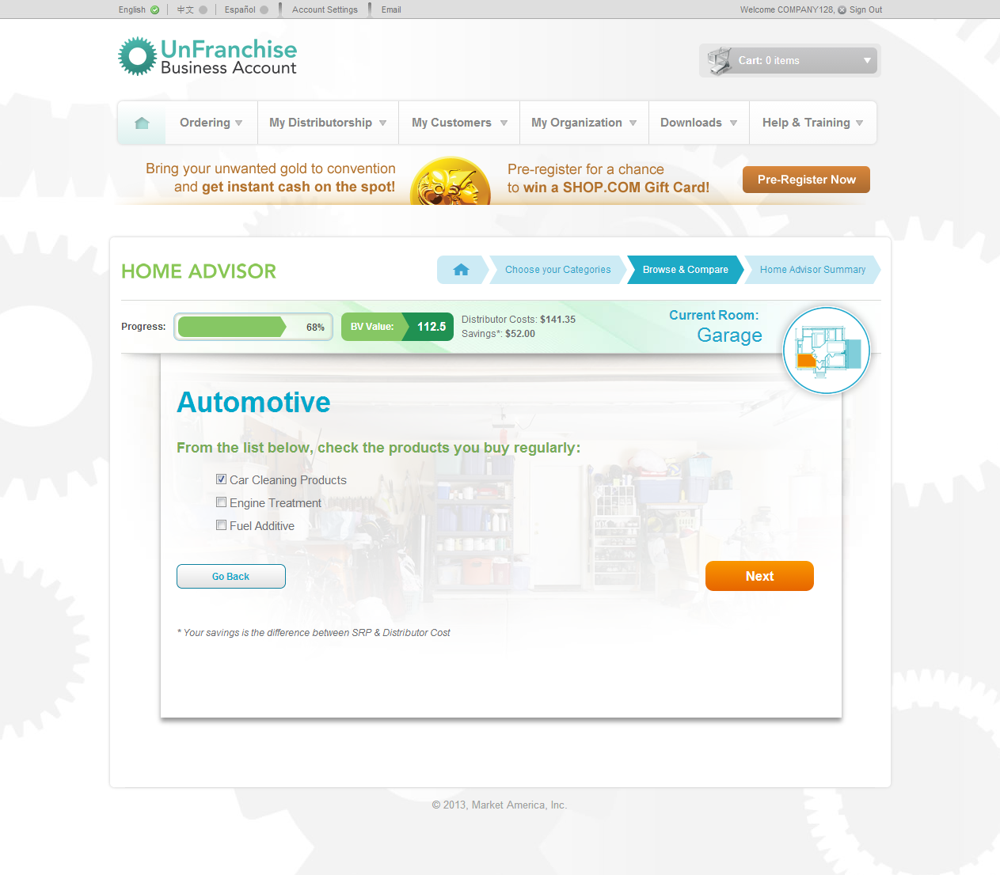 English 中文 Español Account Settings Email Welcome COMPANY128, Sign Out
UnFranchise
Business Account
Cart: 0 items
Ordering My Distributorship My Customers My Organization Downloads Help & Training
Bring your unwanted gold to convention
and get instant cash on the spot!
Pre-register for a chance
to win a SHOP.COM Gift Card!
Pre-Register Now
HOME ADVISOR
Choose your Categories Browse & Compare Home Advisor Summary
Progress: 68% BV Value: 112.5
Distributor Costs: $141.35
Savings*: $52.00
Current Room:
Garage
Automotive
From the list below, check the products you buy regularly:
Car Cleaning Products
Engine Treatment
Fuel Additive
Go Back Next
* Your savings is the difference between SRP & Distributor Cost
© 2013, Market America, Inc.